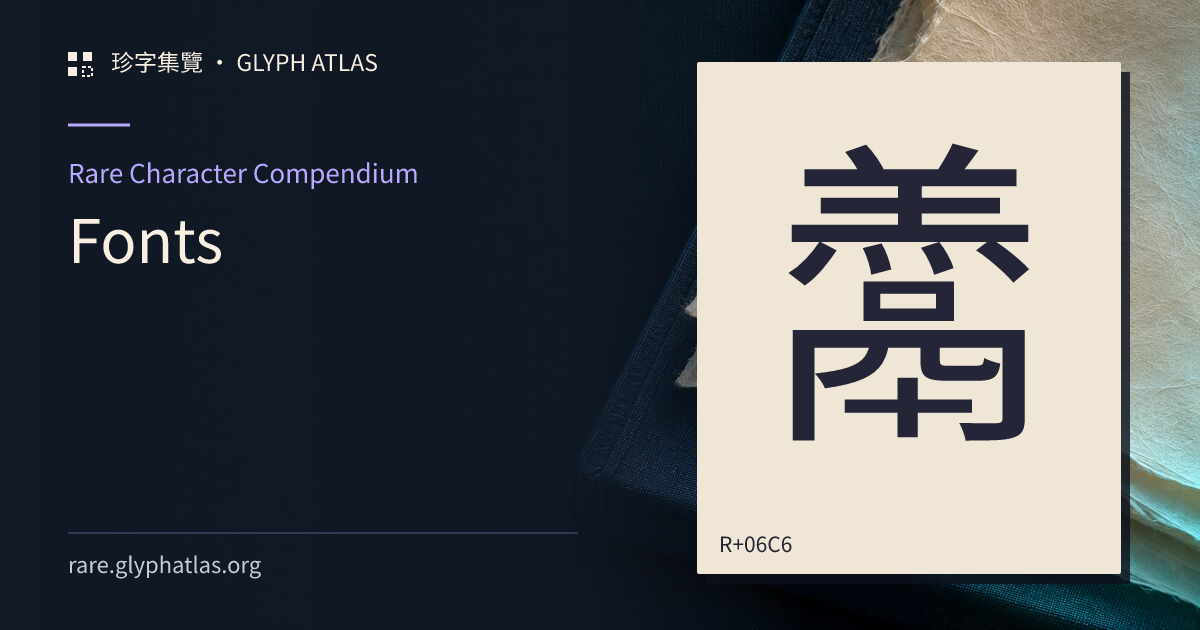 珍字集覽 · GLYPH ATLAS
Rare Character Compendium
Fonts
rare.glyphatlas.org
R+06C6